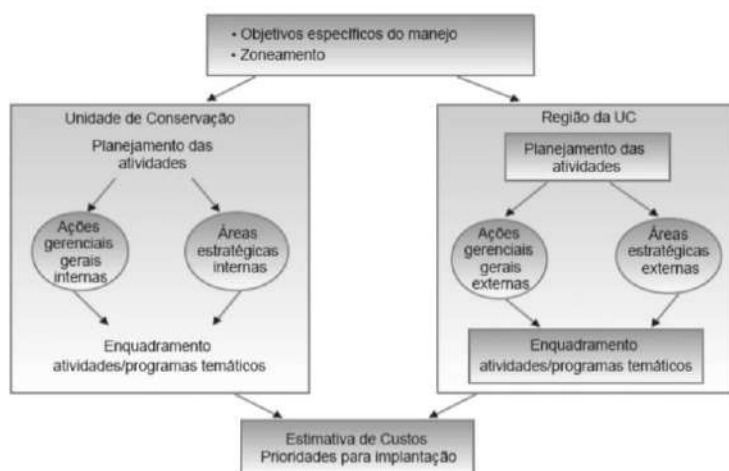 • Objetivos específicos do manejo
• Zoneamento
Unidade de Conservação
Planejamento das
atividades
Ações
gerenciais
gerais
internas
Áreas
estratégicas
internas
Enquadramento
atividades/programas temáticos
Região da UC
Planejamento das
atividades
Ações
gerenciais
gerais
externas
Áreas
estratégicas
externas
Enquadramento
atividades/programas temáticos
Estimativa de Custos
Prioridades para implantação